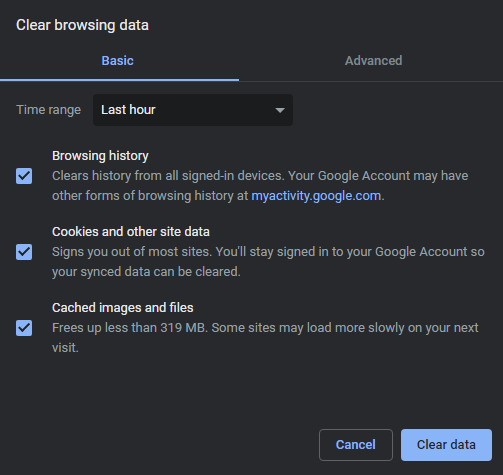 Clear browsing data
Basic
Advanced
Time range
Last hour
Browsing history
Clears history from all signed-in devices. Your Google Account may have
other forms of browsing history at myactivity.google.com.
Cookies and other site data
Signs you out of most sites. You'll stay signed in to your Google Account so
your synced data can be cleared.
Cached images and files
Frees up less than 319 MB. Some sites may load more slowly on your next
visit.
Cancel
Clear data